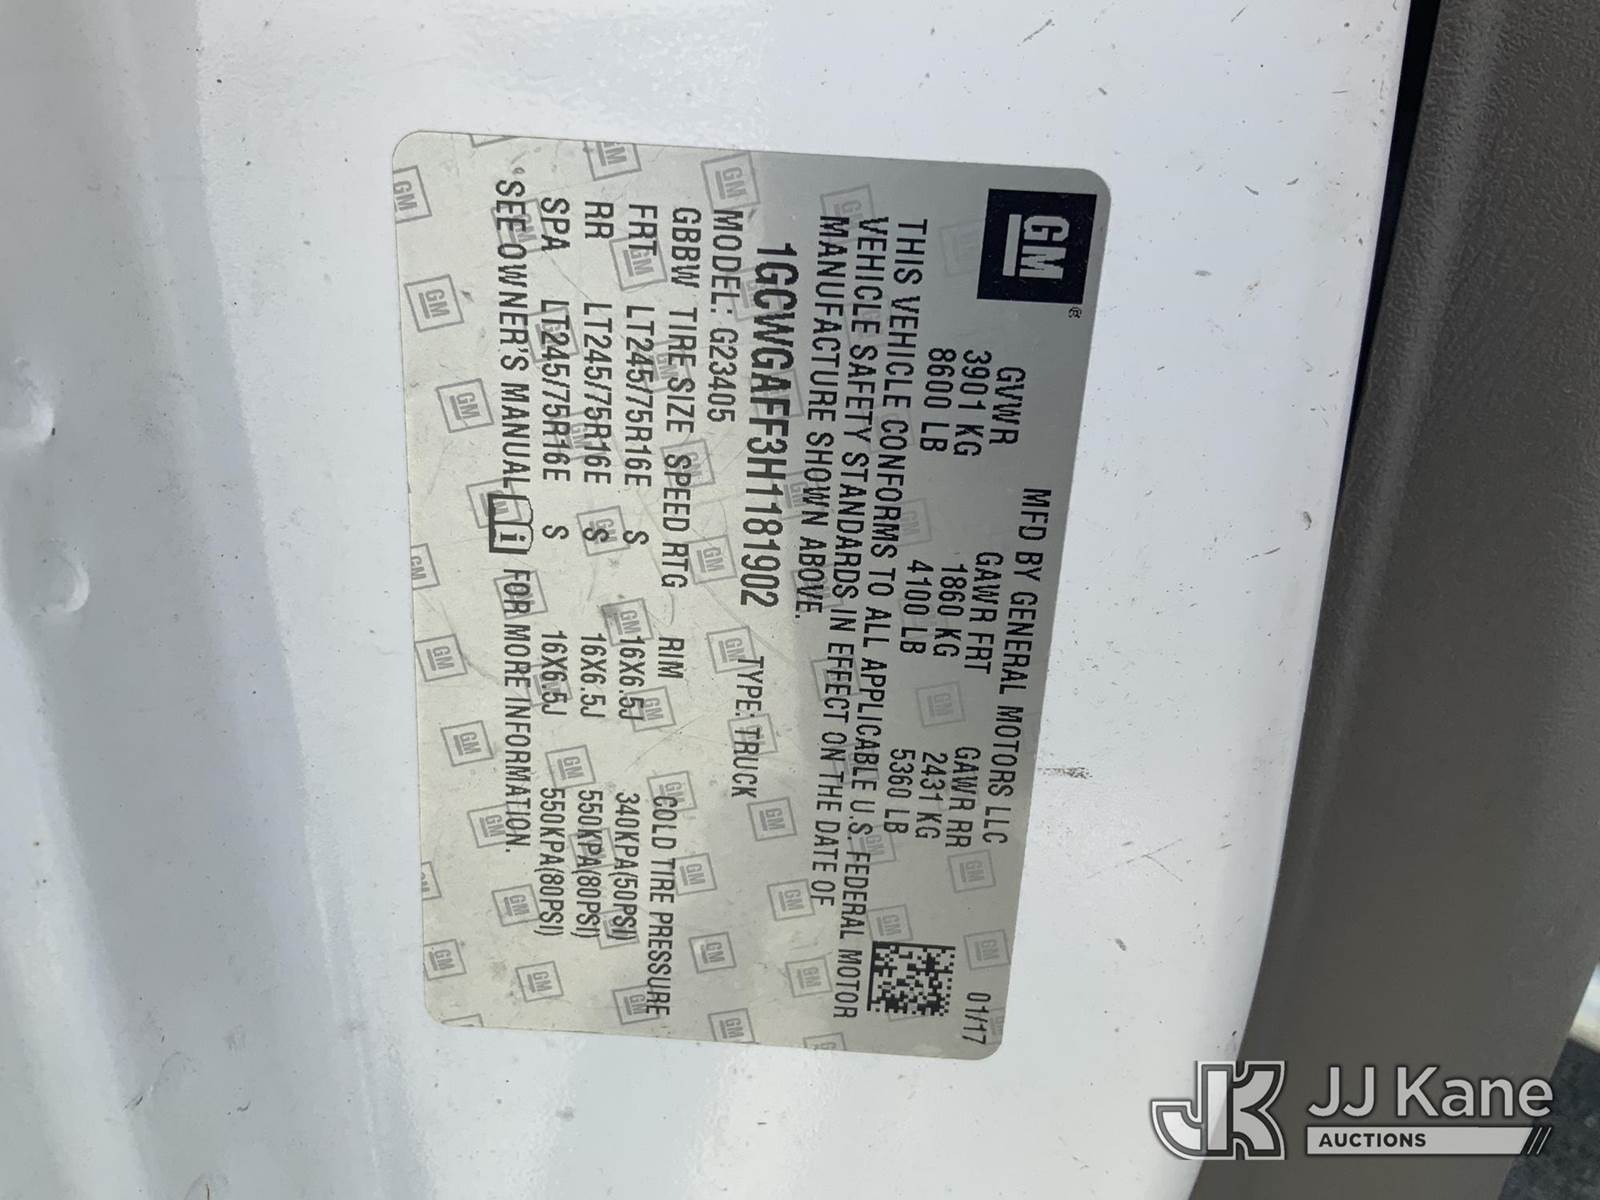 GM®
MFD BY GENERAL MOTORS LLC 01/17
GVWR GAWR FRT GAWR RR
3901 KG 1860 KG 2431 KG
8600 LB 4100 LB 5360 LB
THIS VEHICLE CONFORMS TO ALL APPLICABLE U.S. FEDERAL MOTOR
VEHICLE SAFETY STANDARDS IN EFFECT ON THE DATE OF
MANUFACTURE SHOWN ABOVE.
1GCWGAFF3H1181902 TYPE: TRUCK
MODEL: G23405
GBBW TIRE SIZE SPEED RTG RIM COLD TIRE PRESSURE
FRT LT245/75R16E S 16X6.5J 340KPA(50PSI)
RR LT245/75R16E S 16X6.5J 550KPA(80PSI)
SPA LT245/75R16E S 16X6.5J 550KPA(80PSI)
SEE OWNER'S MANUAL i FOR MORE INFORMATION.
JK JJ Kane
AUCTIONS